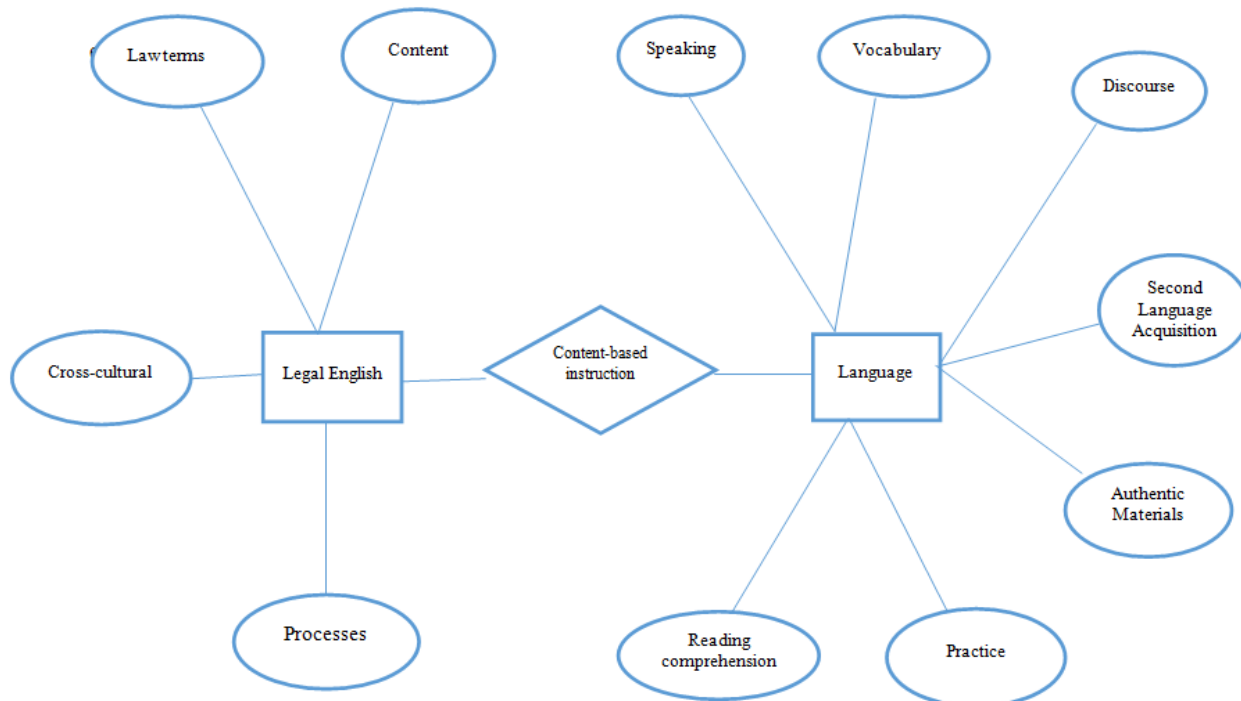 Lawterms
Content
Speaking
Vocabulary
Discourse
Second
Language
Acquisition
Cross-cultural
Legal English
Content-based
instruction
Language
Authentic
Materials
Processes
Reading
comprehension
Practice